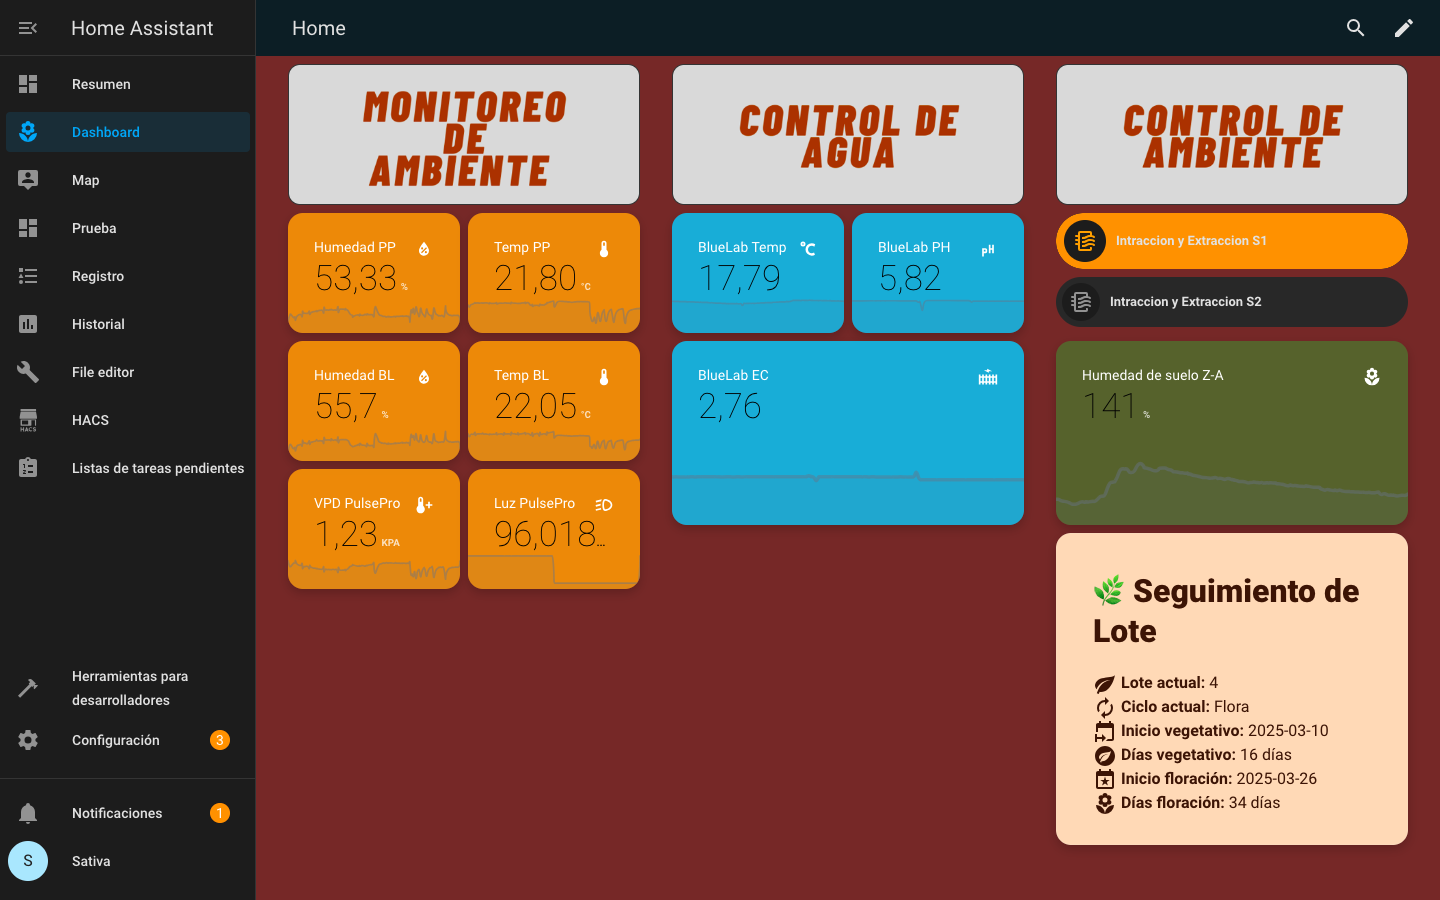 Home Assistant
Resumen
Dashboard
Map
Prueba
Registro
Historial
File editor
HACS
HACS
Listas de tareas pendientes
Herramientas para
desarrolladores
Configuración 3
Notificaciones 1
S Sativa
Home
MONITOREO
DE
AMBIENTE
Humedad PP
53,33 %
Temp PP
21,80 °C
Humedad BL
55,7 %
Temp BL
22,05 °C
VPD PulsePro
1,23 KPA
Luz PulsePro
96,018...
CONTROL DE
AGUA
BlueLab Temp °C
17,79
BlueLab PH pH
5,82
BlueLab EC
2,76
CONTROL DE
AMBIENTE
Intraccion y Extraccion S1
Intraccion y Extraccion S2
Humedad de suelo Z-A
141 %
Seguimiento de
Lote
Lote actual: 4
Ciclo actual: Flora
Inicio vegetativo: 2025-03-10
Días vegetativo: 16 días
Inicio floración: 2025-03-26
Días floración: 34 días